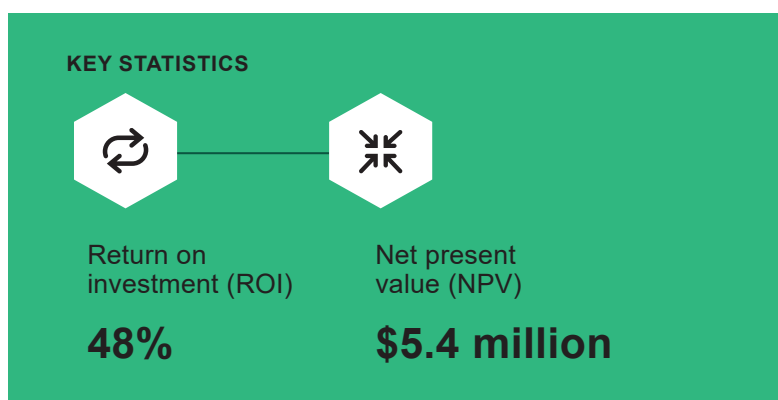 KEY STATISTICS
Return on
investment (ROI)
48%
Net present
value (NPV)
$5.4 million